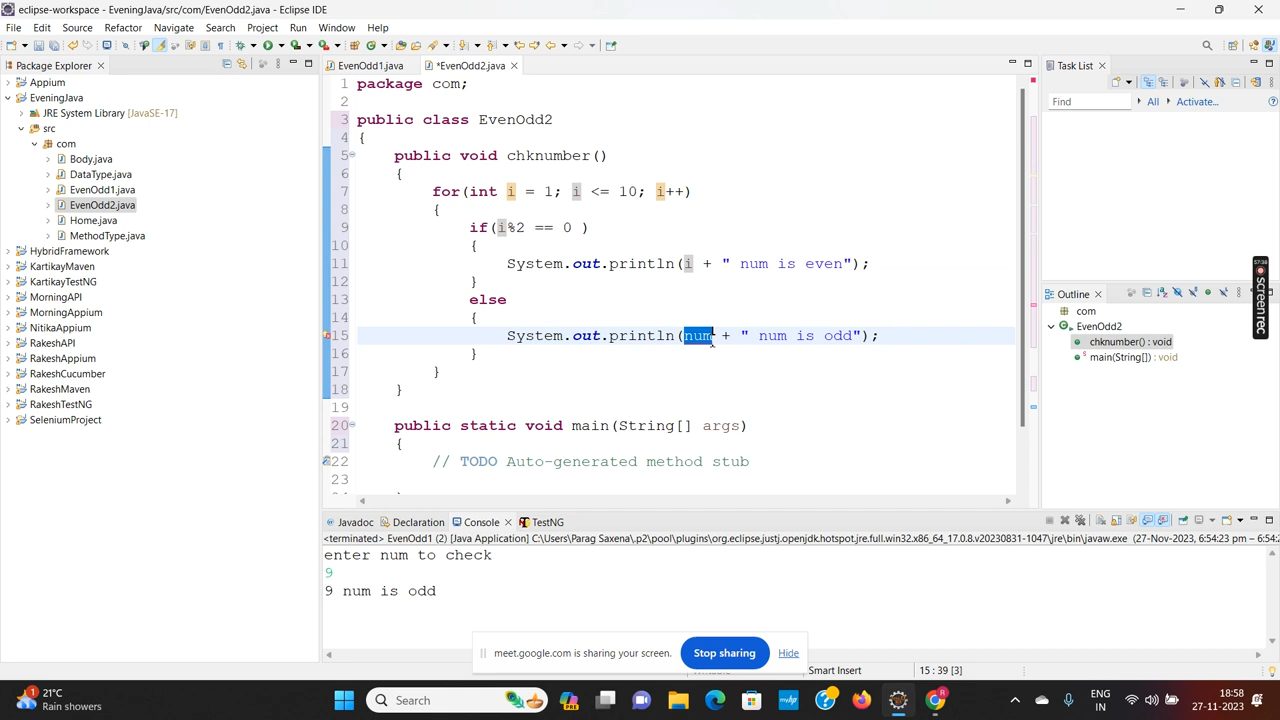 eclipse-workspace - EveningJava/src/com/EvenOdd2.java - Eclipse IDE
File Edit Source Refactor Navigate Search Project Run Window Help
Package Explorer
Appium
EveningJava
JRE System Library [JavaSE-17]
src
com
Body.java
DataType.java
EvenOdd1.java
EvenOdd2.java
Home.java
MethodType.java
HybridFramework
KartikayMaven
KartikayTestNG
MorningAPI
MorningAppium
NitikaAppium
RakeshAPI
RakeshAppium
RakeshCucumber
RakeshMaven
RakeshTestNG
SeleniumProject
EvenOdd1.java *EvenOdd2.java
1 package com;
2
3 public class EvenOdd2
4 {
5 public void chknumber()
6 {
7 for(int i = 1; i <= 10; i++)
8 {
9 if(i%2 == 0 )
10 {
11 System.out.println(i + " num is even");
12 }
13 else
14 {
15 System.out.println(num + " num is odd");
16 }
17 }
18 }
19
20 public static void main(String[] args)
21 {
22 // TODO Auto-generated method stub
23
Task List
Find All Activate...
57:38
screenrec
Outline
com
EvenOdd2
chknumber() : void
main(String[]) : void
Javadoc Declaration Console TestNG
<terminated> EvenOdd1 (2) [Java Application] C:\Users\Parag Saxena\.p2\pool\plugins\org.eclipse.justj.openjdk.hotspot.jre.full.win32.x86_64_17.0.8.v20230831-1047\jre\bin\javaw.exe (27-Nov-2023, 6:54:23 pm – 6:54:2
enter num to check
9
9 num is odd
meet.google.com is sharing your screen. Stop sharing Hide
Writable Smart Insert 15 : 39 [3]
21°C
Rain showers
Search
ENG
IN
18:58
27-11-2023